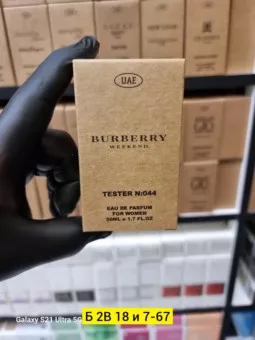 UAE
BURBERRY
WEEKEND
TESTER N:044
EAU DE PARFUM
FOR WOMEN
50ML e 1.7 FL.OZ
Galaxy S21 Ultra 5G
Б 2В 18 и 7-67